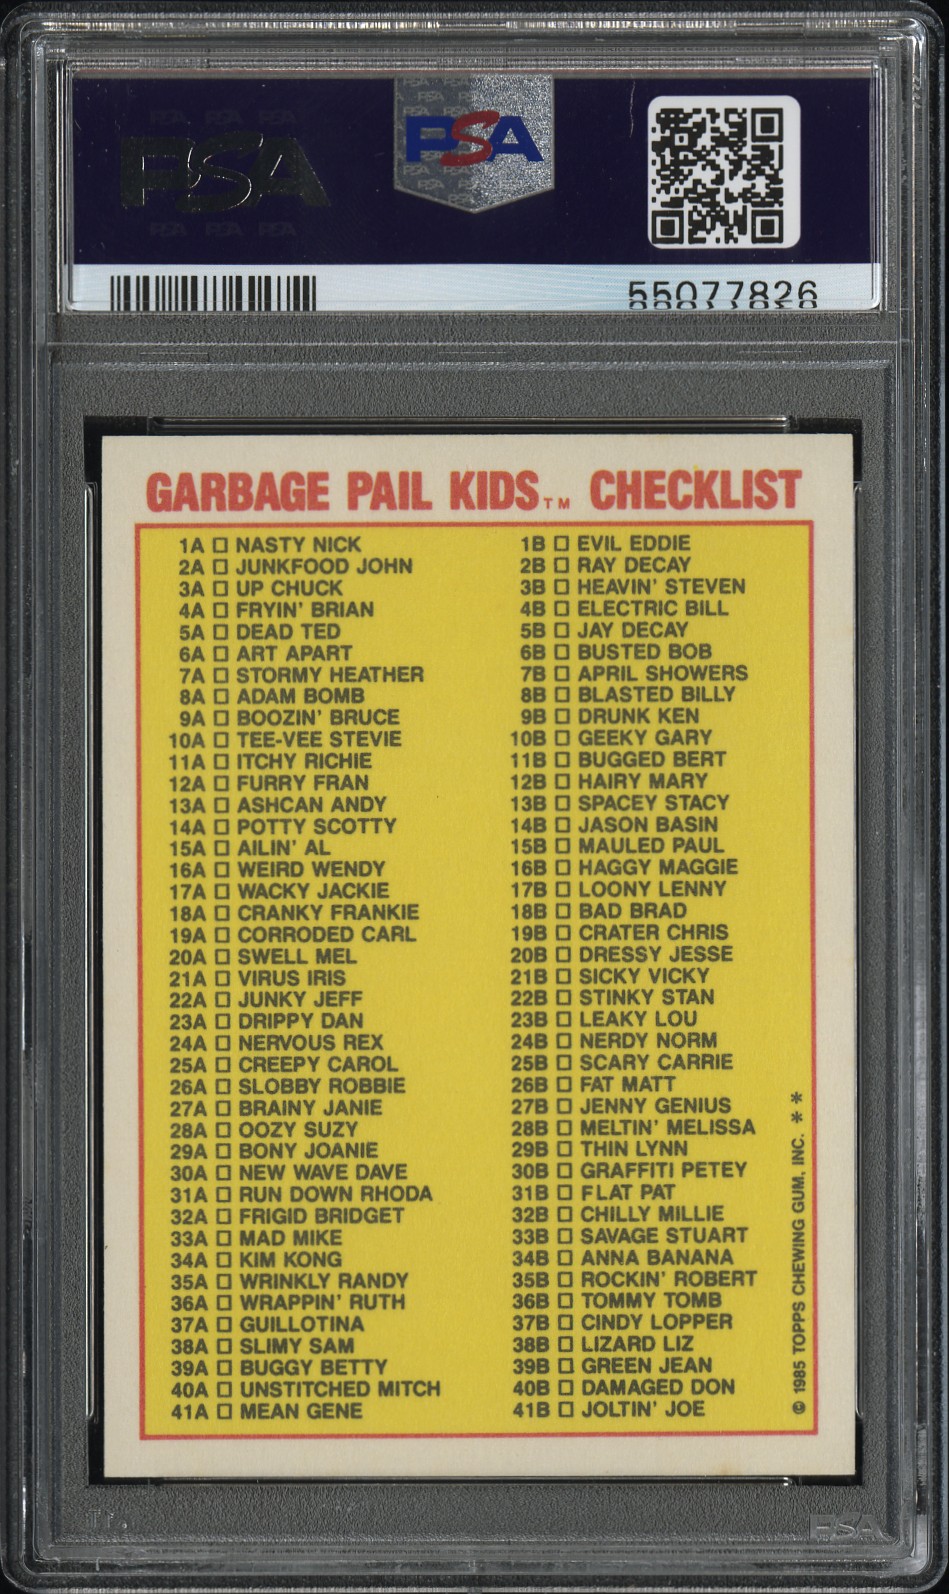 PSA
PSA
55077826
GARBAGE PAIL KIDS™ CHECKLIST
1A □ NASTY NICK
2A □ JUNKFOOD JOHN
3A □ UP CHUCK
4A □ FRYIN' BRIAN
5A □ DEAD TED
6A □ ART APART
7A □ STORMY HEATHER
8A □ ADAM BOMB
9A □ BOOZIN' BRUCE
10A □ TEE-VEE STEVIE
11A □ ITCHY RICHIE
12A □ FURRY FRAN
13A □ ASHCAN ANDY
14A □ POTTY SCOTTY
15A □ AILIN' AL
16A □ WEIRD WENDY
17A □ WACKY JACKIE
18A □ CRANKY FRANKIE
19A □ CORRODED CARL
20A □ SWELL MEL
21A □ VIRUS IRIS
22A □ JUNKY JEFF
23A □ DRIPPY DAN
24A □ NERVOUS REX
25A □ CREEPY CAROL
26A □ SLOBBY ROBBIE
27A □ BRAINY JANIE
28A □ OOZY SUZY
29A □ BONY JOANIE
30A □ NEW WAVE DAVE
31A □ RUN DOWN RHODA
32A □ FRIGID BRIDGET
33A □ MAD MIKE
34A □ KIM KONG
35A □ WRINKLY RANDY
36A □ WRAPPIN' RUTH
37A □ GUILLOTINA
38A □ SLIMY SAM
39A □ BUGGY BETTY
40A □ UNSTITCHED MITCH
41A □ MEAN GENE
1B □ EVIL EDDIE
2B □ RAY DECAY
3B □ HEAVIN' STEVEN
4B □ ELECTRIC BILL
5B □ JAY DECAY
6B □ BUSTED BOB
7B □ APRIL SHOWERS
8B □ BLASTED BILLY
9B □ DRUNK KEN
10B □ GEEKY GARY
11B □ BUGGED BERT
12B □ HAIRY MARY
13B □ SPACEY STACY
14B □ JASON BASIN
15B □ MAULED PAUL
16B □ HAGGY MAGGIE
17B □ LOONY LENNY
18B □ BAD BRAD
19B □ CRATER CHRIS
20B □ DRESSY JESSE
21B □ SICKY VICKY
22B □ STINKY STAN
23B □ LEAKY LOU
24B □ NERDY NORM
25B □ SCARY CARRIE
26B □ FAT MATT
27B □ JENNY GENIUS
28B □ MELTIN' MELISSA
29B □ THIN LYNN
30B □ GRAFFITI PETEY
31B □ FLAT PAT
32B □ CHILLY MILLIE
33B □ SAVAGE STUART
34B □ ANNA BANANA
35B □ ROCKIN' ROBERT
36B □ TOMMY TOMB
37B □ CINDY LOPPER
38B □ LIZARD LIZ
39B □ GREEN JEAN
40B □ DAMAGED DON
41B □ JOLTIN' JOE
© 1985 TOPPS CHEWING GUM, INC. * *
PSA